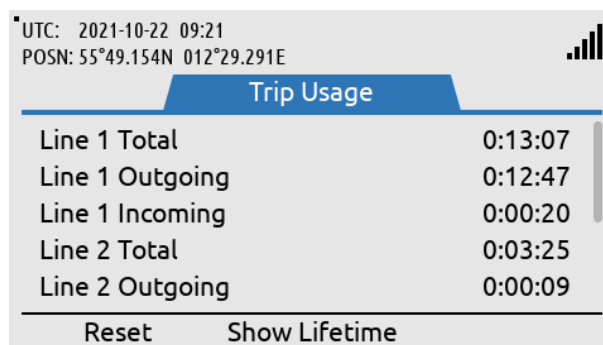 UTC: 2021-10-22 09:21
POSN: 55°49.154N 012°29.291E
Trip Usage
Line 1 Total 0:13:07
Line 1 Outgoing 0:12:47
Line 1 Incoming 0:00:20
Line 2 Total 0:03:25
Line 2 Outgoing 0:00:09
Reset Show Lifetime